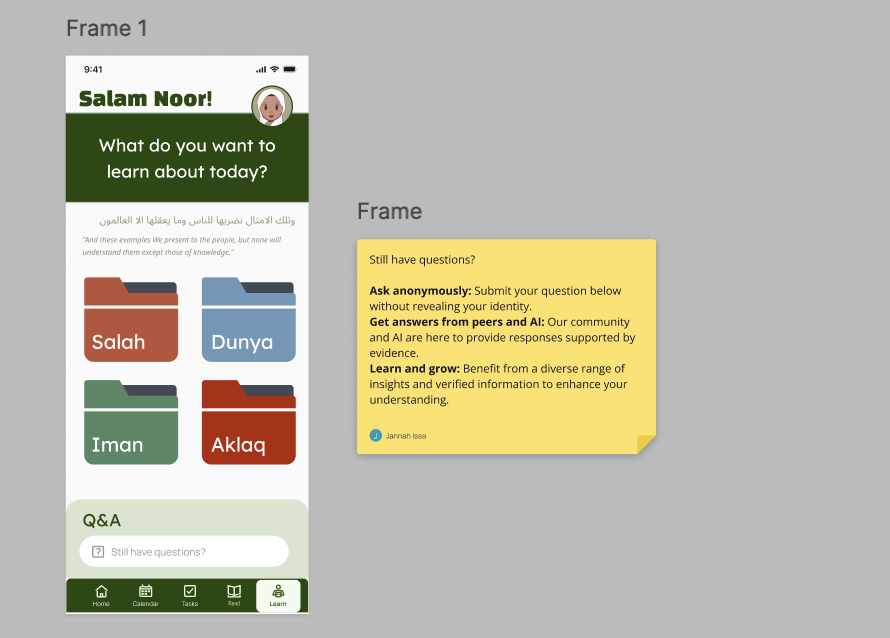 Frame 1
9:41
Salam Noor!
What do you want to
learn about today?
وتلك الامثال نضربها للناس وما يعقلها الا العالمون
"And these examples We present to the people, but none will
understand them except those of knowledge."
Salah
Dunya
Iman
Aklaq
Q&A
Still have questions?
Home
Calendar
Tasks
Read
Learn
Frame
Still have questions?
Ask anonymously: Submit your question below
without revealing your identity.
Get answers from peers and AI: Our community
and AI are here to provide responses supported by
evidence.
Learn and grow: Benefit from a diverse range of
insights and verified information to enhance your
understanding.
J
Jannah Issa